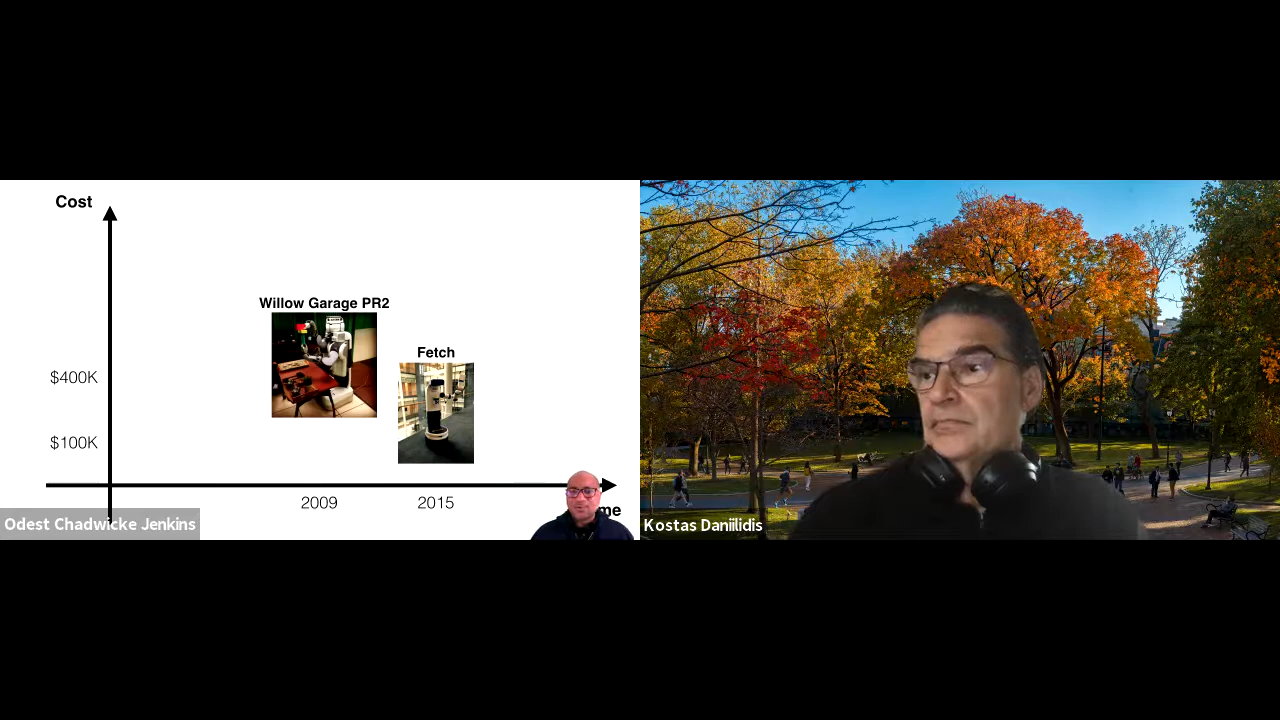 Cost
Willow Garage PR2
Fetch
$400K
$100K
2009
2015
Odest Chadwicke Jenkins
Kostas Daniilidis